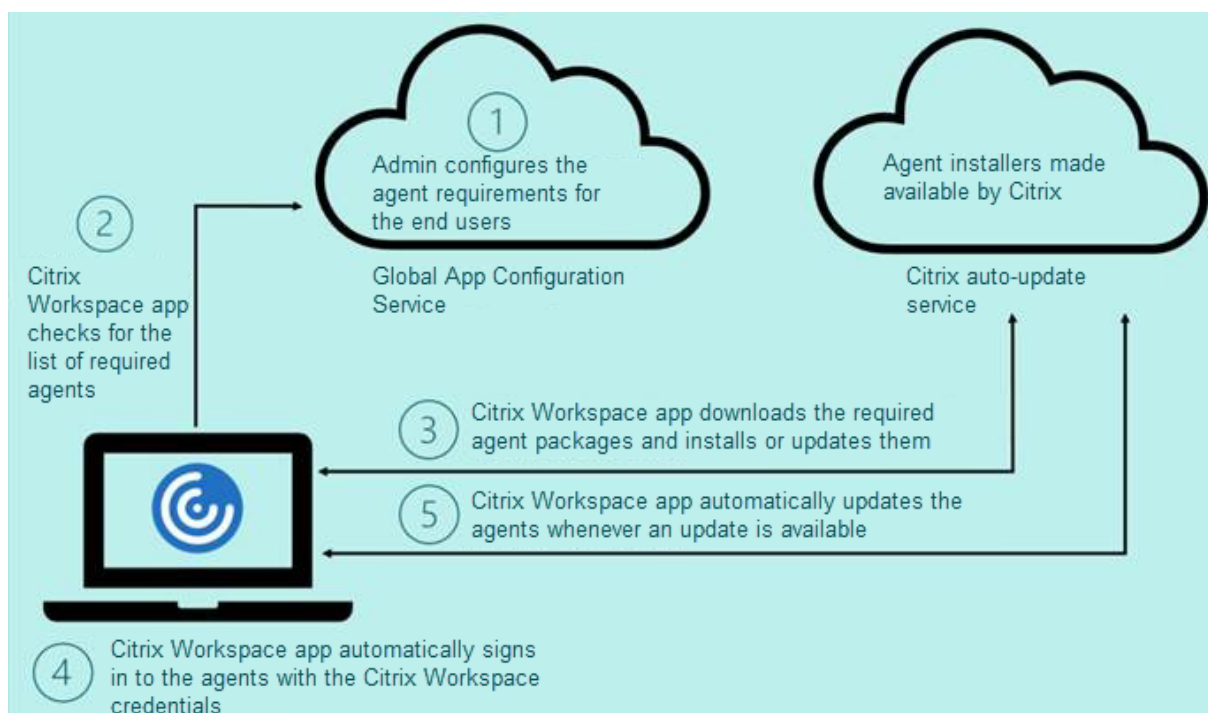 1
Admin configures the
agent requirements for
the end users
Global App Configuration
Service
Agent installers made
available by Citrix
Citrix auto-update
service
2
Citrix
Workspace app
checks for the
list of required
agents
3
Citrix Workspace app downloads the required
agent packages and installs or updates them
5
Citrix Workspace app automatically updates the
agents whenever an update is available
4
Citrix Workspace app automatically signs
in to the agents with the Citrix Workspace
credentials